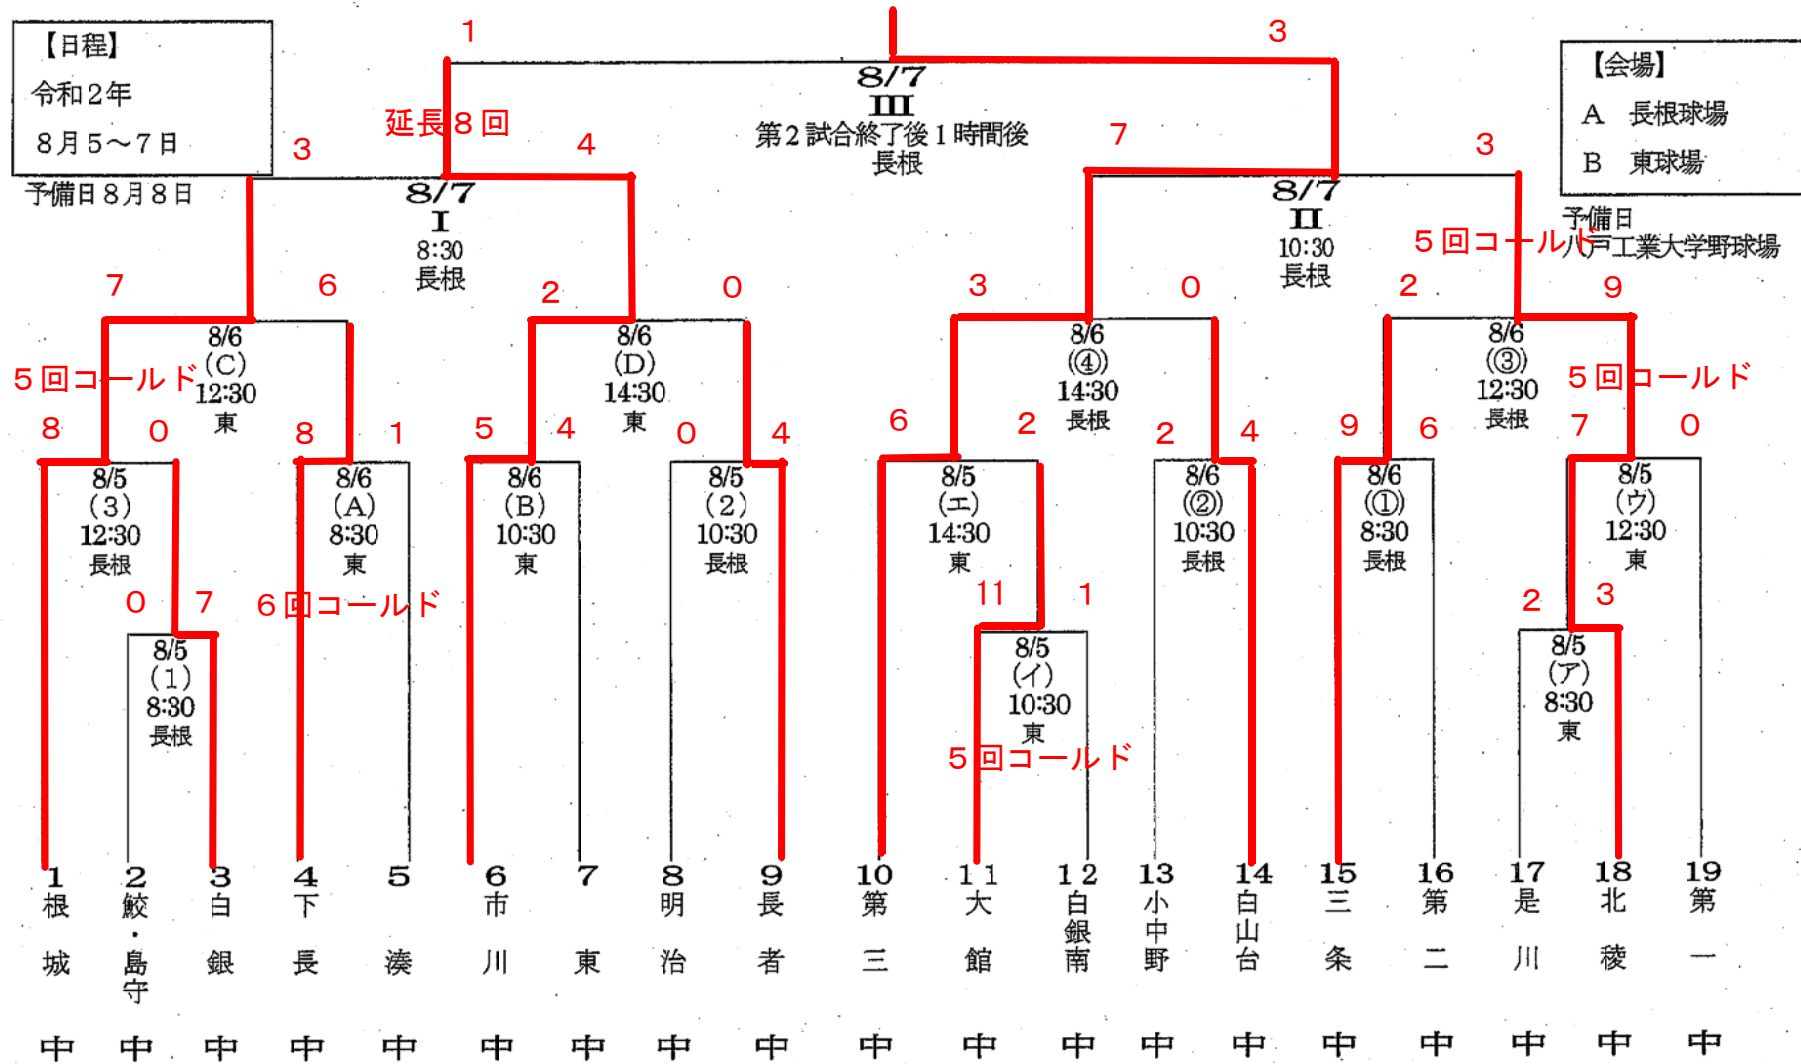 【日程】
令和2年
8月5～7日
予備日8月8日
【会場】
A 長根球場
B 東球場
予備日
八戸工業大学野球場
1
3
8/7
III
第2試合終了後1時間後
長根
延長8回
3
4
8/7
I
8:30
長根
7
3
8/7
II
10:30
長根
5回コールド
7
6
8/6
(C)
12:30
東
5回コールド
2
0
8/6
(D)
14:30
東
3
0
8/6
(④)
14:30
長根
2
9
8/6
(③)
12:30
長根
5回コールド
8
0
8/5
(3)
12:30
長根
8
1
8/6
(A)
8:30
東
6回コールド
5
4
8/6
(B)
10:30
東
0
4
8/5
(2)
10:30
長根
6
2
8/5
(エ)
14:30
東
2
4
8/6
(②)
10:30
長根
9
6
8/6
(①)
8:30
長根
7
0
8/5
(ウ)
12:30
東
0
7
8/5
(1)
8:30
長根
11
1
8/5
(イ)
10:30
東
5回コールド
2
3
8/5
(ア)
8:30
東
1
根城中
2
鮫・島守中
3
白銀中
4
下長中
5
湊中
6
市川中
7
東中
8
明治中
9
長者中
10
第三中
11
大館中
12
白銀南中
13
小中野中
14
白山台中
15
三条中
16
第二中
17
是川中
18
北稜中
19
第一中